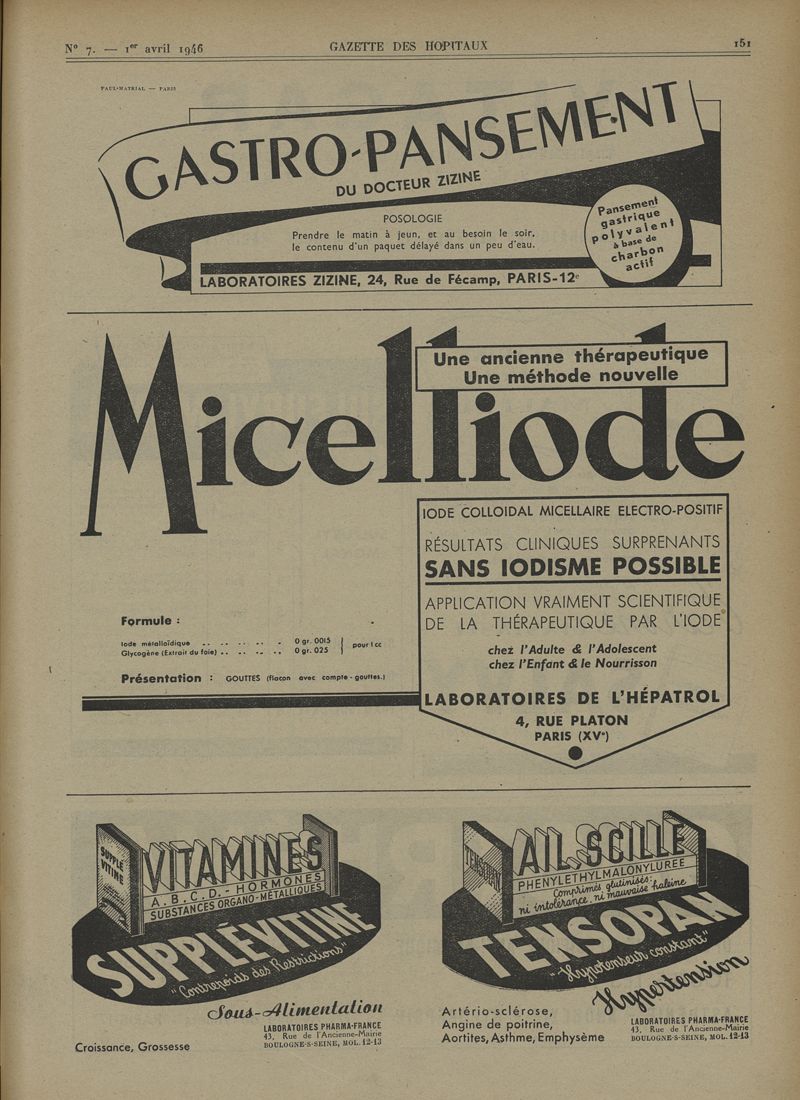 N° 7. — 1er avril 1946 GAZETTE DES HOPITAUX 151
PAUL-MATRIAL — PARIS
GASTRO-PANSEMENT
DU DOCTEUR ZIZINE
POSOLOGIE
Prendre le matin à jeun, et au besoin le soir,
le contenu d'un paquet délayé dans un peu d'eau.
Pansement
gastrique
polyvalent
à base de
charbon
actif
LABORATOIRES ZIZINE, 24, Rue de Fécamp, PARIS-12e
Une ancienne thérapeutique
Une méthode nouvelle
Micelliode
IODE COLLOIDAL MICELLAIRE ELECTRO-POSITIF
RÉSULTATS CLINIQUES SURPRENANTS
SANS IODISME POSSIBLE
APPLICATION VRAIMENT SCIENTIFIQUE
DE LA THÉRAPEUTIQUE PAR L'IODE
chez l'Adulte & l'Adolescent
chez l'Enfant & le Nourrisson
LABORATOIRES DE L'HÉPATROL
4, RUE PLATON
PARIS (XVe)
Formule :
Iode métalloïdique .. .. .. .. . 0 gr. 0015
Glycogène (Extrait du foie) .. .. .. .. 0 gr. 025
pour 1 cc
Présentation : GOUTTES (flacon avec compte-gouttes.)
SUPPLÉ
VITINE
VITAMINES
A.B.C.D. - HORMONES
SUBSTANCES ORGANO-MÉTALLIQUES
SUPPLÉVITINE
"Contrepoids des Restrictions"
Sous-Alimentation
LABORATOIRES PHARMA-FRANCE
43, Rue de l'Ancienne-Mairie
BOULOGNE-S-SEINE, MOL. 12-13
Croissance, Grossesse
TENSOPAN
AIL SCILLE
PHENYLETHYLMALONYLURÉE
Comprimés glutinisés:
ni intolérance, ni mauvaise haleine
TENSOPAN
"Hypotenseur constant"
Hypertension
Artério-sclérose,
Angine de poitrine,
Aortites, Asthme, Emphysème
LABORATOIRES PHARMA-FRANCE
43, Rue de l'Ancienne-Mairie
BOULOGNE-S-SEINE, MOL. 12-13